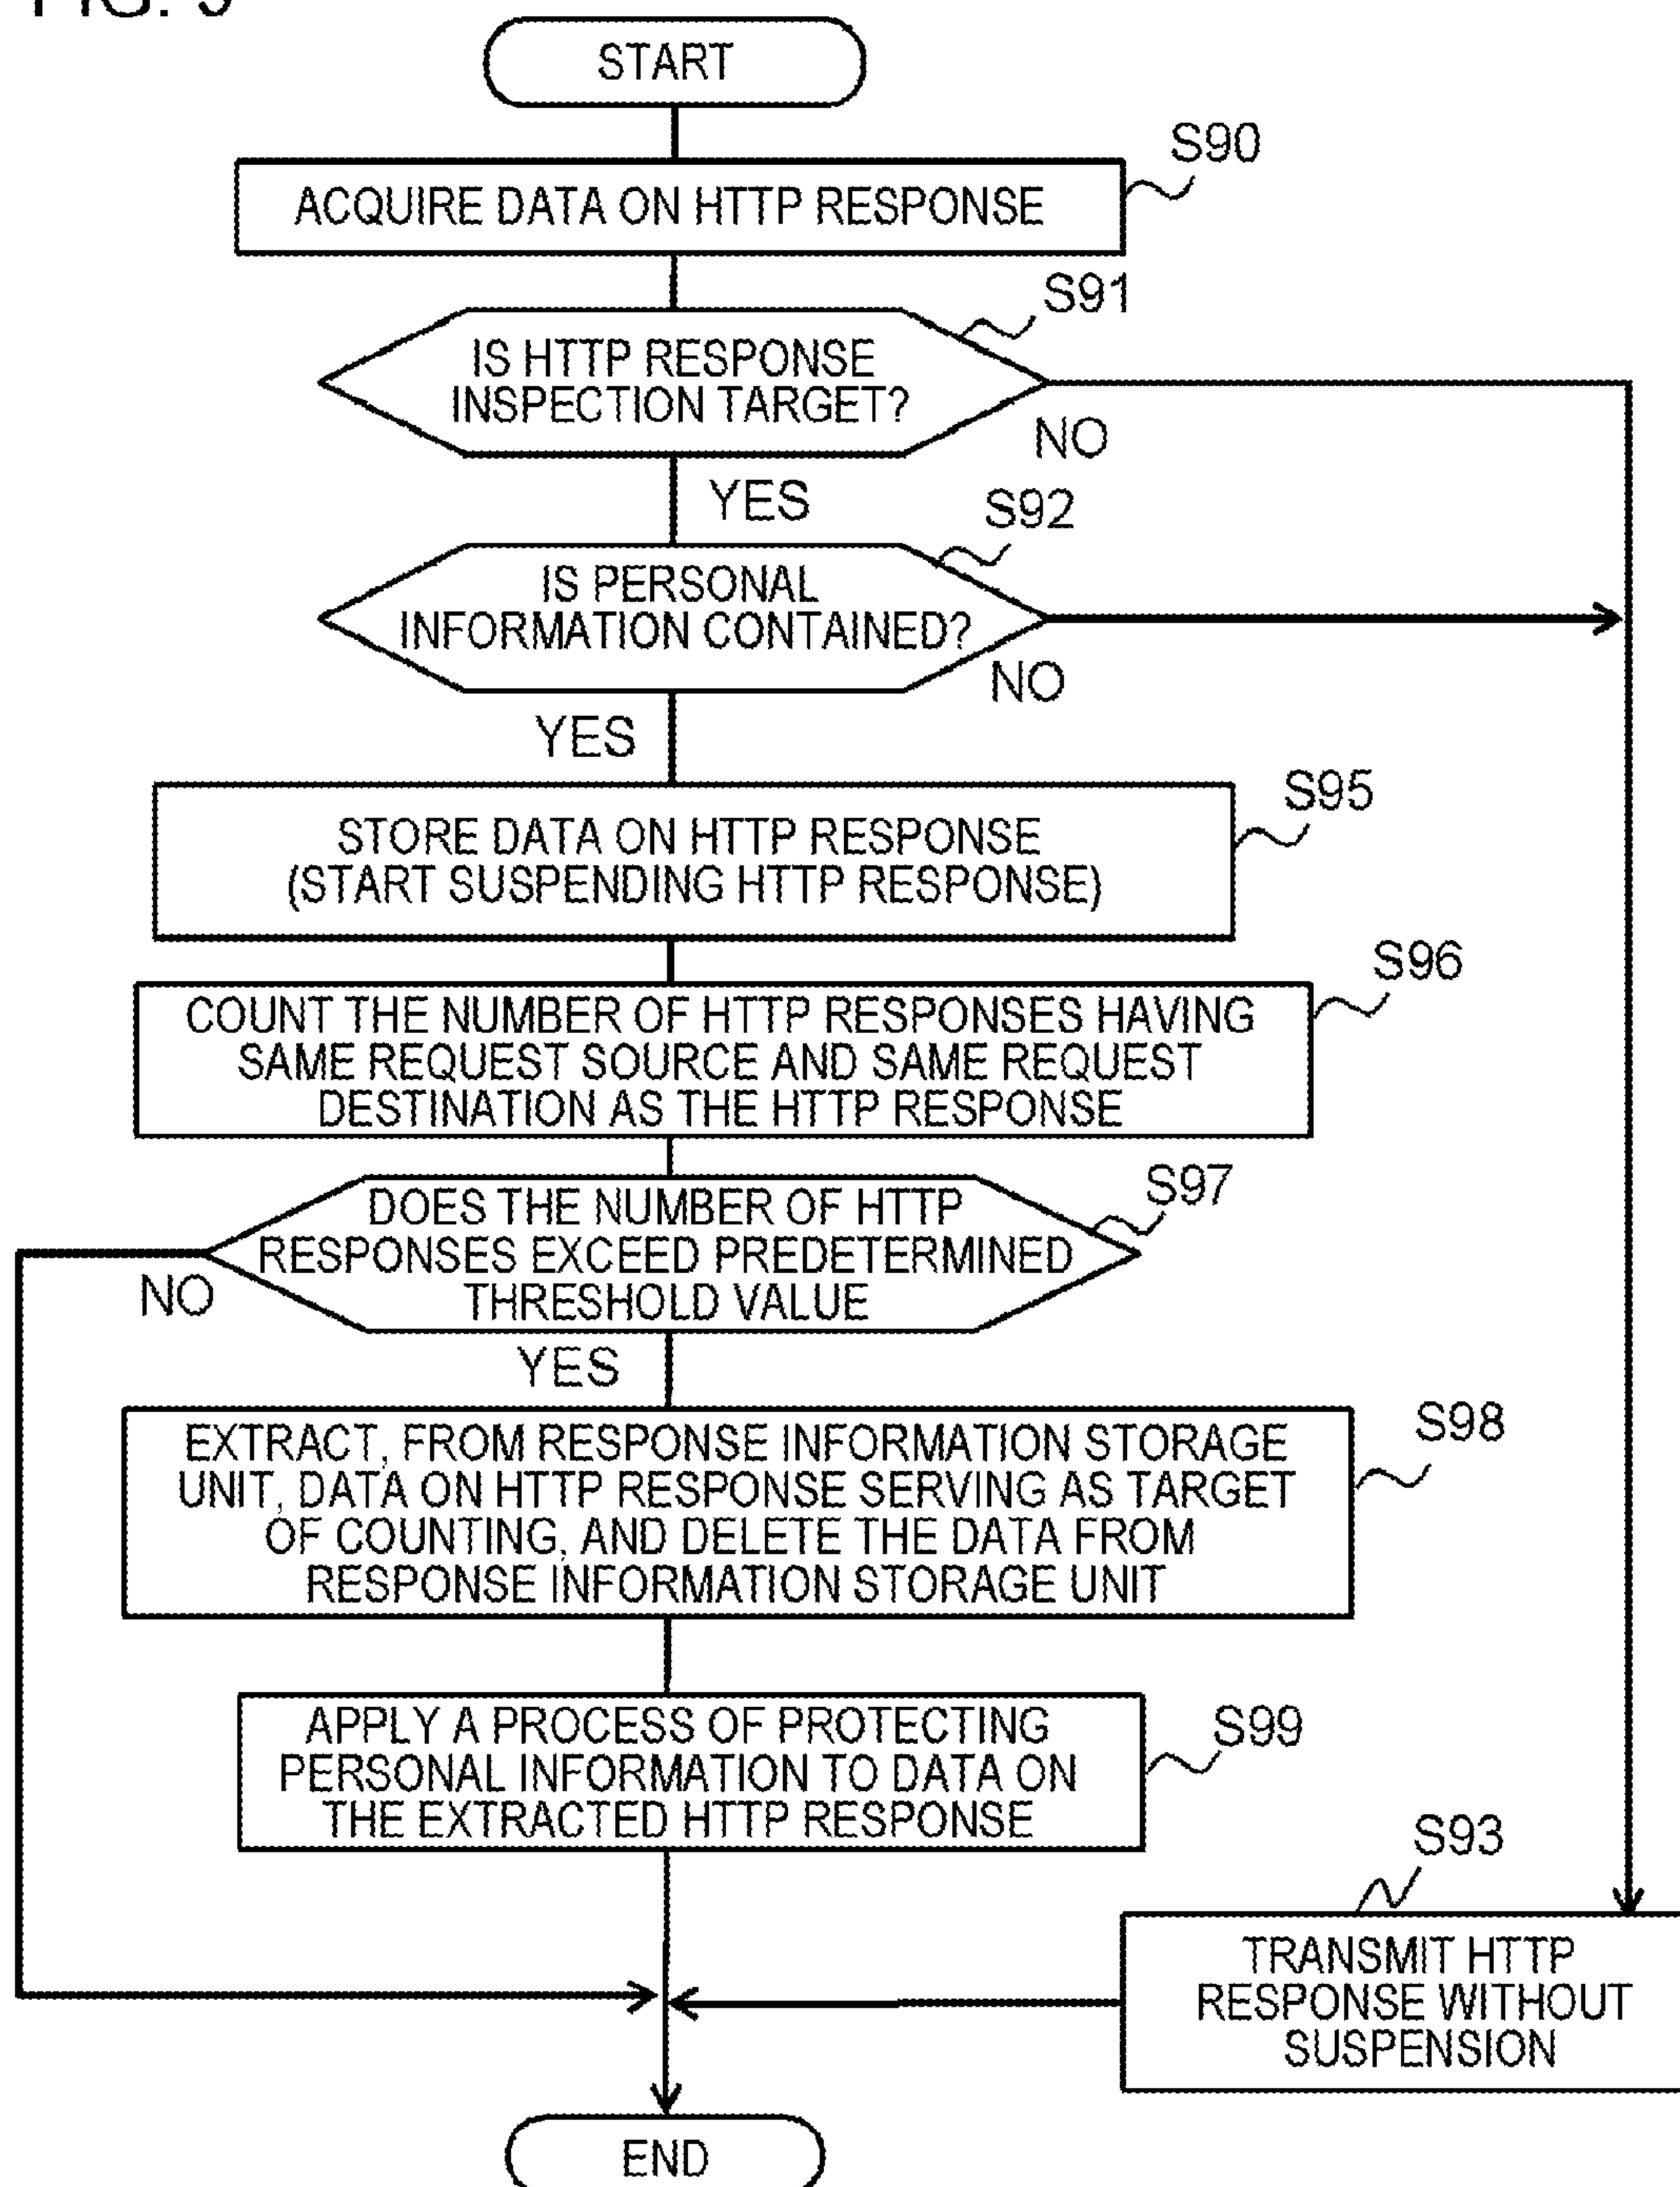 FIG. 9
START
S90
ACQUIRE DATA ON HTTP RESPONSE
S91
IS HTTP RESPONSE
INSPECTION TARGET?
NO
YES
S92
IS PERSONAL
INFORMATION CONTAINED?
NO
YES
S95
STORE DATA ON HTTP RESPONSE
(START SUSPENDING HTTP RESPONSE)
S96
COUNT THE NUMBER OF HTTP RESPONSES HAVING
SAME REQUEST SOURCE AND SAME REQUEST
DESTINATION AS THE HTTP RESPONSE
S97
DOES THE NUMBER OF HTTP
RESPONSES EXCEED PREDETERMINED
THRESHOLD VALUE
NO
YES
S98
EXTRACT, FROM RESPONSE INFORMATION STORAGE
UNIT, DATA ON HTTP RESPONSE SERVING AS TARGET
OF COUNTING, AND DELETE THE DATA FROM
RESPONSE INFORMATION STORAGE UNIT
S99
APPLY A PROCESS OF PROTECTING
PERSONAL INFORMATION TO DATA ON
THE EXTRACTED HTTP RESPONSE
S93
TRANSMIT HTTP
RESPONSE WITHOUT
SUSPENSION
END